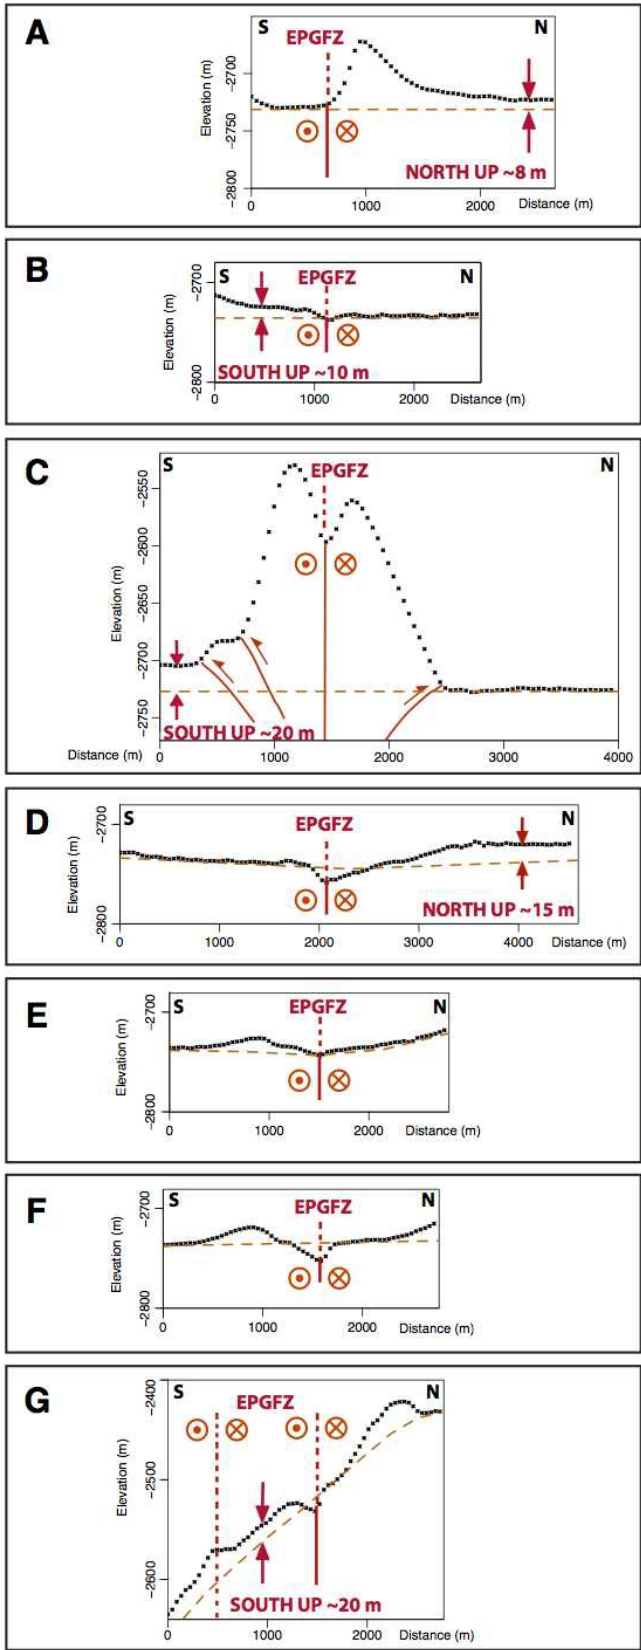 A
S N
EPGFZ
Elevation (m)
−2700
−2750
−2800
NORTH UP ~8 m
0 1000 2000 Distance (m)
B
S N
EPGFZ
Elevation (m)
−2700
−2800
SOUTH UP ~10 m
0 1000 2000 Distance (m)
C
S N
EPGFZ
Elevation (m)
−2550
−2600
−2650
−2700
−2750
SOUTH UP ~20 m
Distance (m) 0 1000 2000 3000 4000
D
S N
EPGFZ
Elevation (m)
−2700
−2800
NORTH UP ~15 m
0 1000 2000 3000 4000 Distance (m)
E
S N
EPGFZ
Elevation (m)
−2700
−2800
0 1000 2000 Distance (m)
F
S N
EPGFZ
Elevation (m)
−2700
−2800
0 1000 2000 Distance (m)
G
S N
EPGFZ
Elevation (m)
−2400
−2500
−2600
SOUTH UP ~20 m
0 1000 2000 Distance (m)